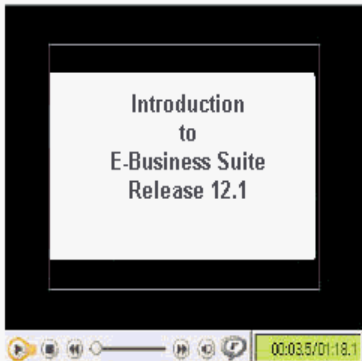 Introduction
to
E-Business Suite
Release 12.1
00:03.5/01:18.1